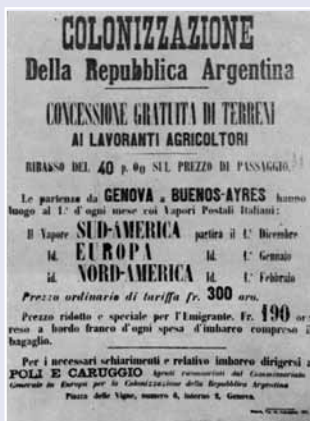 COLONIZZAZIONE
Della Repubblica Argentina
CONCESSIONE GRATUITA DI TERRENI
AI LAVORANTI AGRICOLTORI
RIBASSO DEL 40 p. 0|0 SUL PREZZO DI PASSAGGIO.
Le partenze da GENOVA a BUENOS-AYRES hanno
luogo al 1.° d'ogni mese coi Vapori Postali Italiani:
Il Vapore SUD-AMERICA partirà il 1.° Dicembre
Id. EUROPA Id. 1.° Gennaio
id. NORD-AMERICA Id. 1.° Febbraio
Prezzo ordinario di tariffa fr. 300 oro.
Prezzo ridotto e speciale per l'Emigrante. Fr. 190 or
reso a bordo franco d'ogni spesa d'imbarco compreso il
bagaglio.
Per i necessari schiarimenti e relativo imbarco dirigersi a
POLI E CARUGGIO Agenti del Commissariato
Generale in Europa per la Colonizzazione della Repubblica Argentina
Piazza delle Vigne, numero 6, interno 2, Genova.